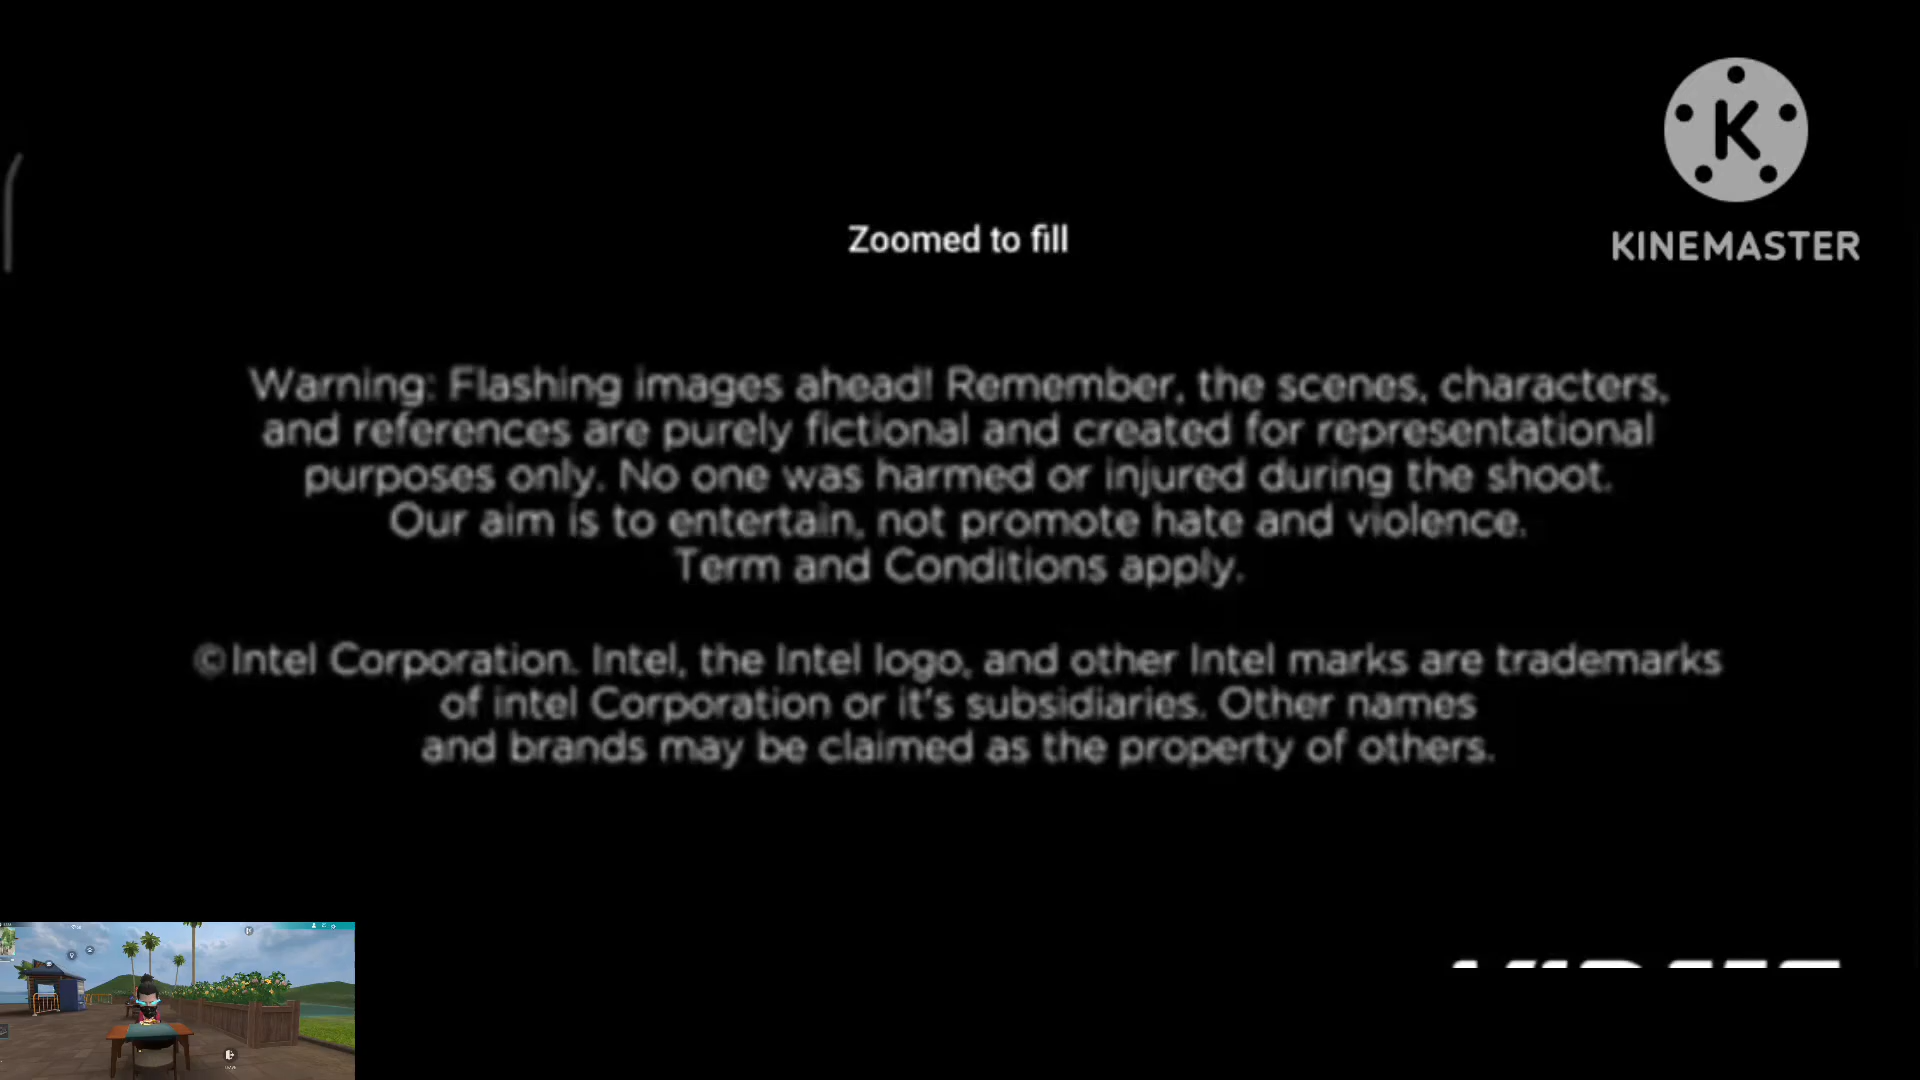 Zoomed to fill
K
KINEMASTER
Warning: Flashing images ahead! Remember, the scenes, characters,
and references are purely fictional and created for representational
purposes only. No one was harmed or injured during the shoot.
Our aim is to entertain, not promote hate and violence.
Term and Conditions apply.
©Intel Corporation. Intel, the Intel logo, and other Intel marks are trademarks
of intel Corporation or it's subsidiaries. Other names
and brands may be claimed as the property of others.